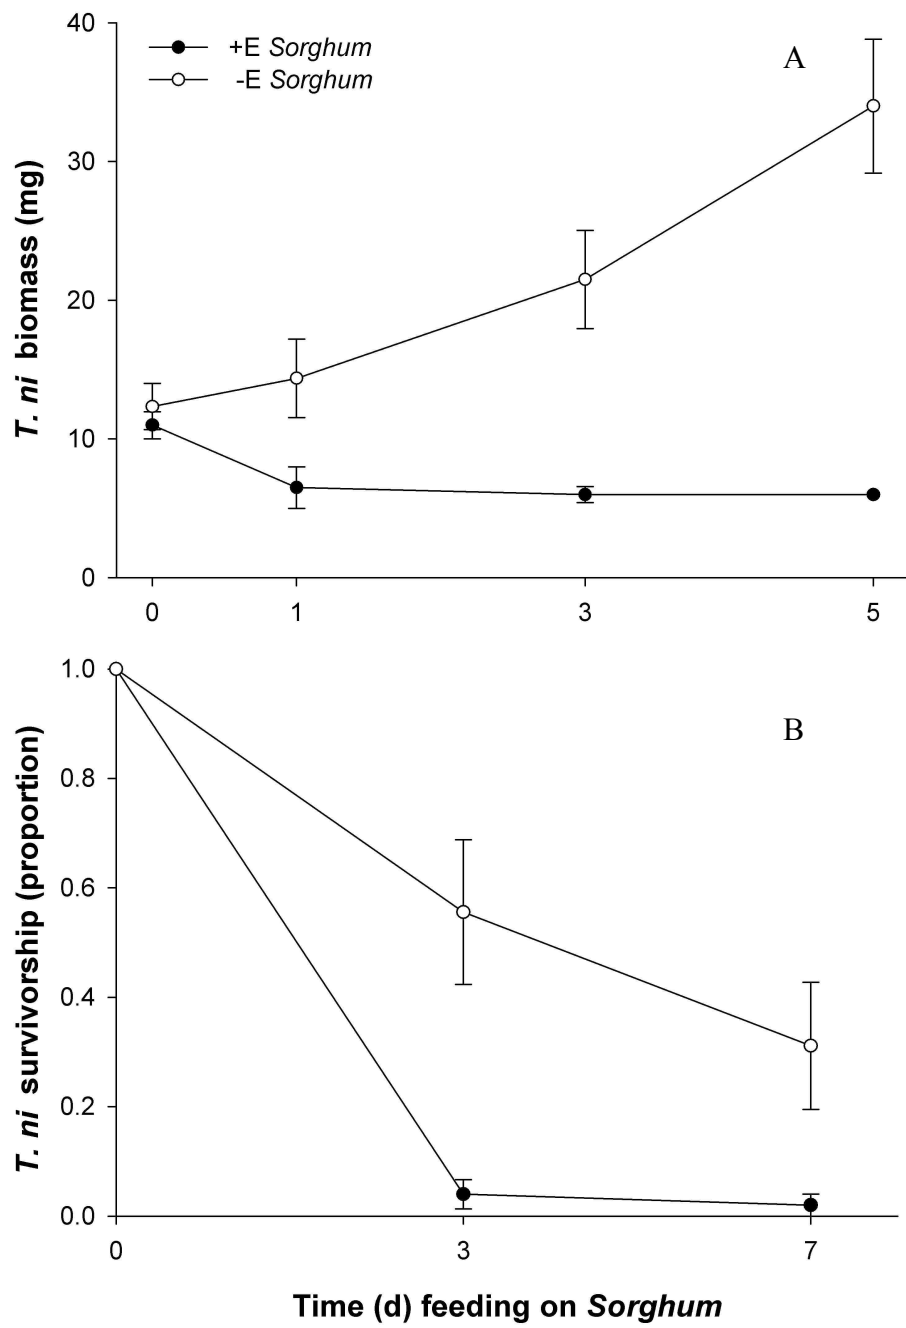 40
+E Sorghum
-E Sorghum
A
30
20
10
0
T. ni biomass (mg)
0 1 3 5
1.0
B
0.8
0.6
0.4
0.2
0.0
T. ni survivorship (proportion)
0 3 7
Time (d) feeding on Sorghum